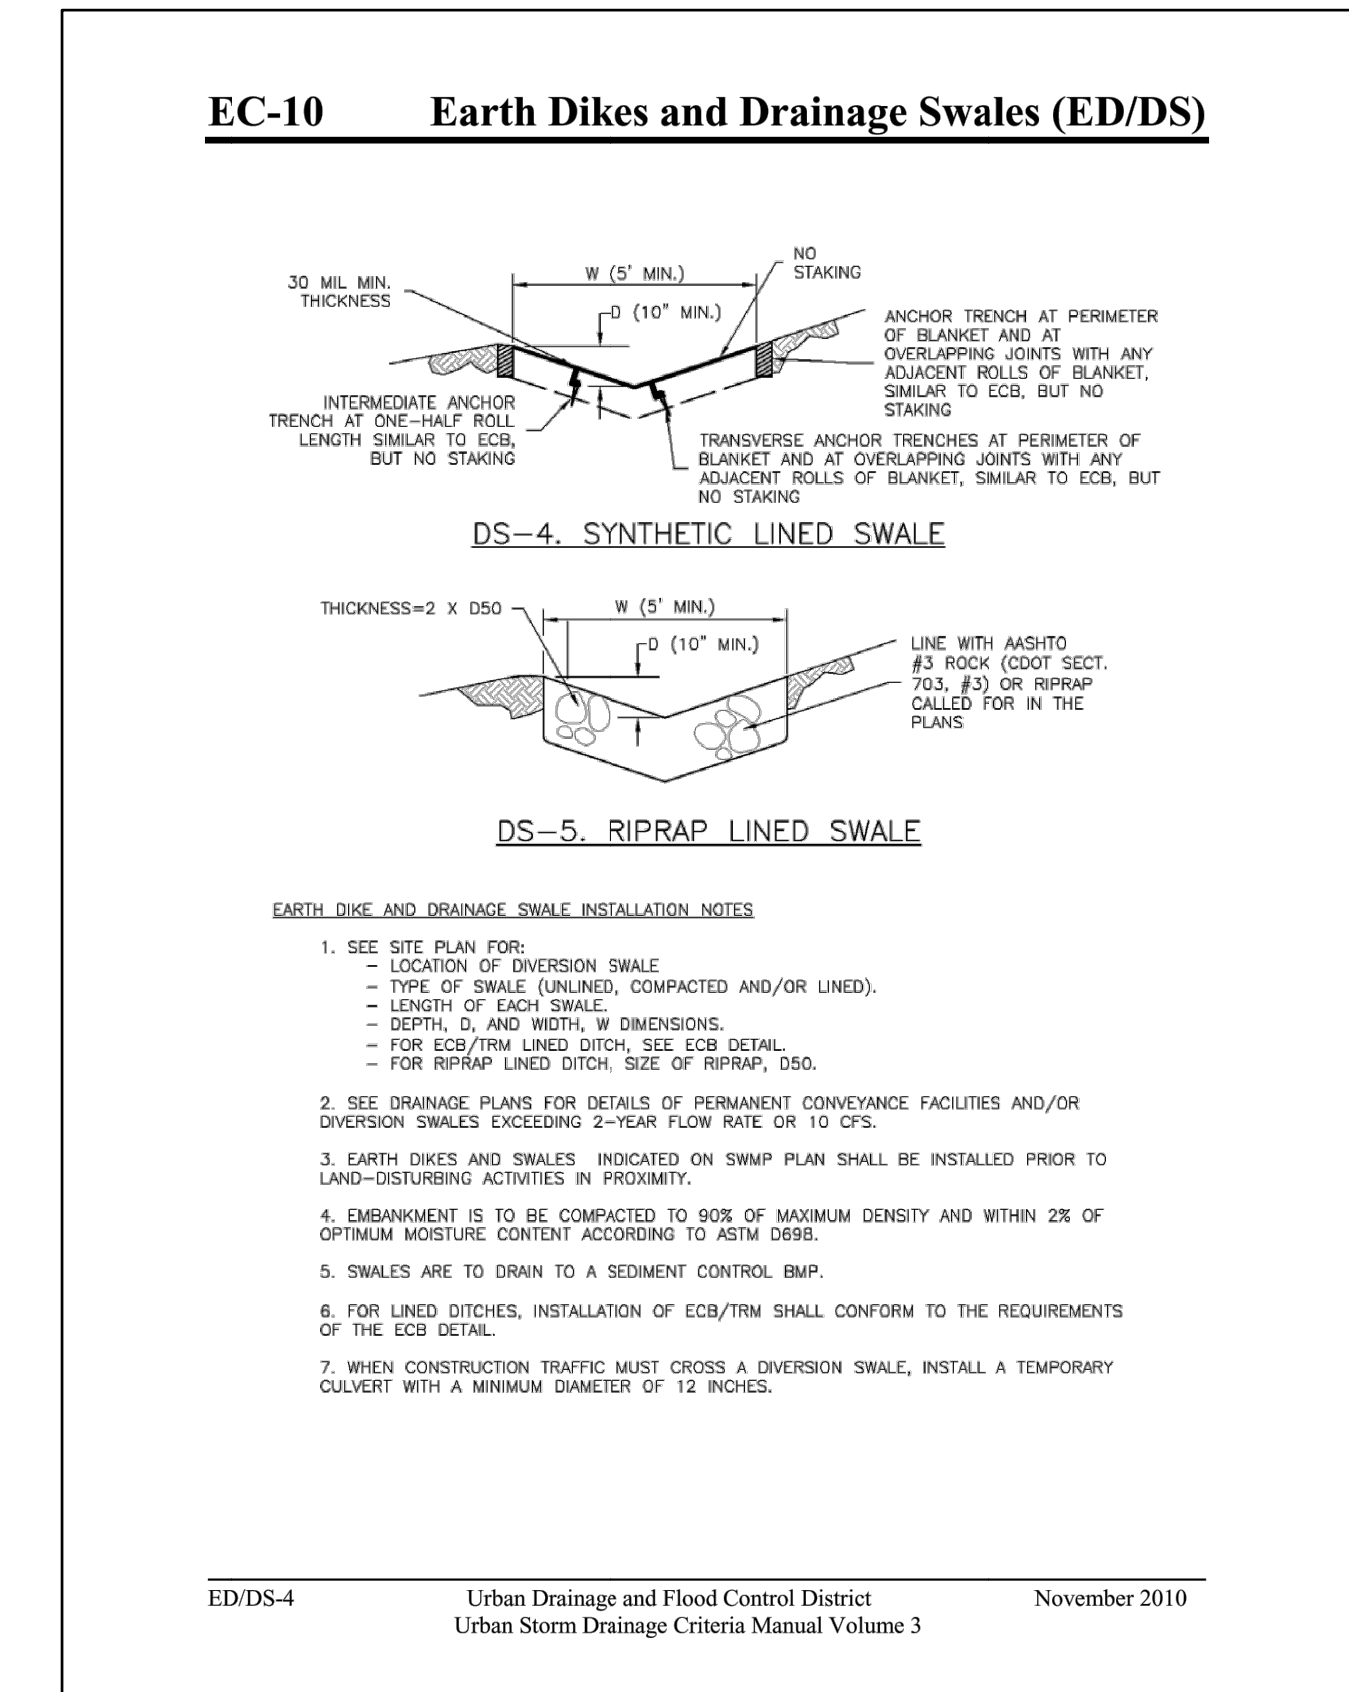 EC-10 Earth Dikes and Drainage Swales (ED/DS)
30 MIL MIN.
THICKNESS
W (5' MIN.)
D (10" MIN.)
NO
STAKING
ANCHOR TRENCH AT PERIMETER
OF BLANKET AND AT
OVERLAPPING JOINTS WITH ANY
ADJACENT ROLLS OF BLANKET,
SIMILAR TO ECB, BUT NO
STAKING
INTERMEDIATE ANCHOR
TRENCH AT ONE-HALF ROLL
LENGTH SIMILAR TO ECB,
BUT NO STAKING
TRANSVERSE ANCHOR TRENCHES AT PERIMETER OF
BLANKET AND AT OVERLAPPING JOINTS WITH ANY
ADJACENT ROLLS OF BLANKET, SIMILAR TO ECB, BUT
NO STAKING
DS-4. SYNTHETIC LINED SWALE
THICKNESS=2 X D50
W (5' MIN.)
D (10" MIN.)
LINE WITH AASHTO
#3 ROCK (CDOT SECT.
703, #3) OR RIPRAP
CALLED FOR IN THE
PLANS
DS-5. RIPRAP LINED SWALE
EARTH DIKE AND DRAINAGE SWALE INSTALLATION NOTES
1. SEE SITE PLAN FOR:
- LOCATION OF DIVERSION SWALE
- TYPE OF SWALE (UNLINED, COMPACTED AND/OR LINED).
- LENGTH OF EACH SWALE.
- DEPTH, D, AND WIDTH, W DIMENSIONS.
- FOR ECB/TRM LINED DITCH, SEE ECB DETAIL.
- FOR RIPRAP LINED DITCH, SIZE OF RIPRAP, D50.
2. SEE DRAINAGE PLANS FOR DETAILS OF PERMANENT CONVEYANCE FACILITIES AND/OR
DIVERSION SWALES EXCEEDING 2-YEAR FLOW RATE OR 10 CFS.
3. EARTH DIKES AND SWALES INDICATED ON SWMP PLAN SHALL BE INSTALLED PRIOR TO
LAND-DISTURBING ACTIVITIES IN PROXIMITY.
4. EMBANKMENT IS TO BE COMPACTED TO 90% OF MAXIMUM DENSITY AND WITHIN 2% OF
OPTIMUM MOISTURE CONTENT ACCORDING TO ASTM D698.
5. SWALES ARE TO DRAIN TO A SEDIMENT CONTROL BMP.
6. FOR LINED DITCHES, INSTALLATION OF ECB/TRM SHALL CONFORM TO THE REQUIREMENTS
OF THE ECB DETAIL.
7. WHEN CONSTRUCTION TRAFFIC MUST CROSS A DIVERSION SWALE, INSTALL A TEMPORARY
CULVERT WITH A MINIMUM DIAMETER OF 12 INCHES.
ED/DS-4 Urban Drainage and Flood Control District November 2010
Urban Storm Drainage Criteria Manual Volume 3